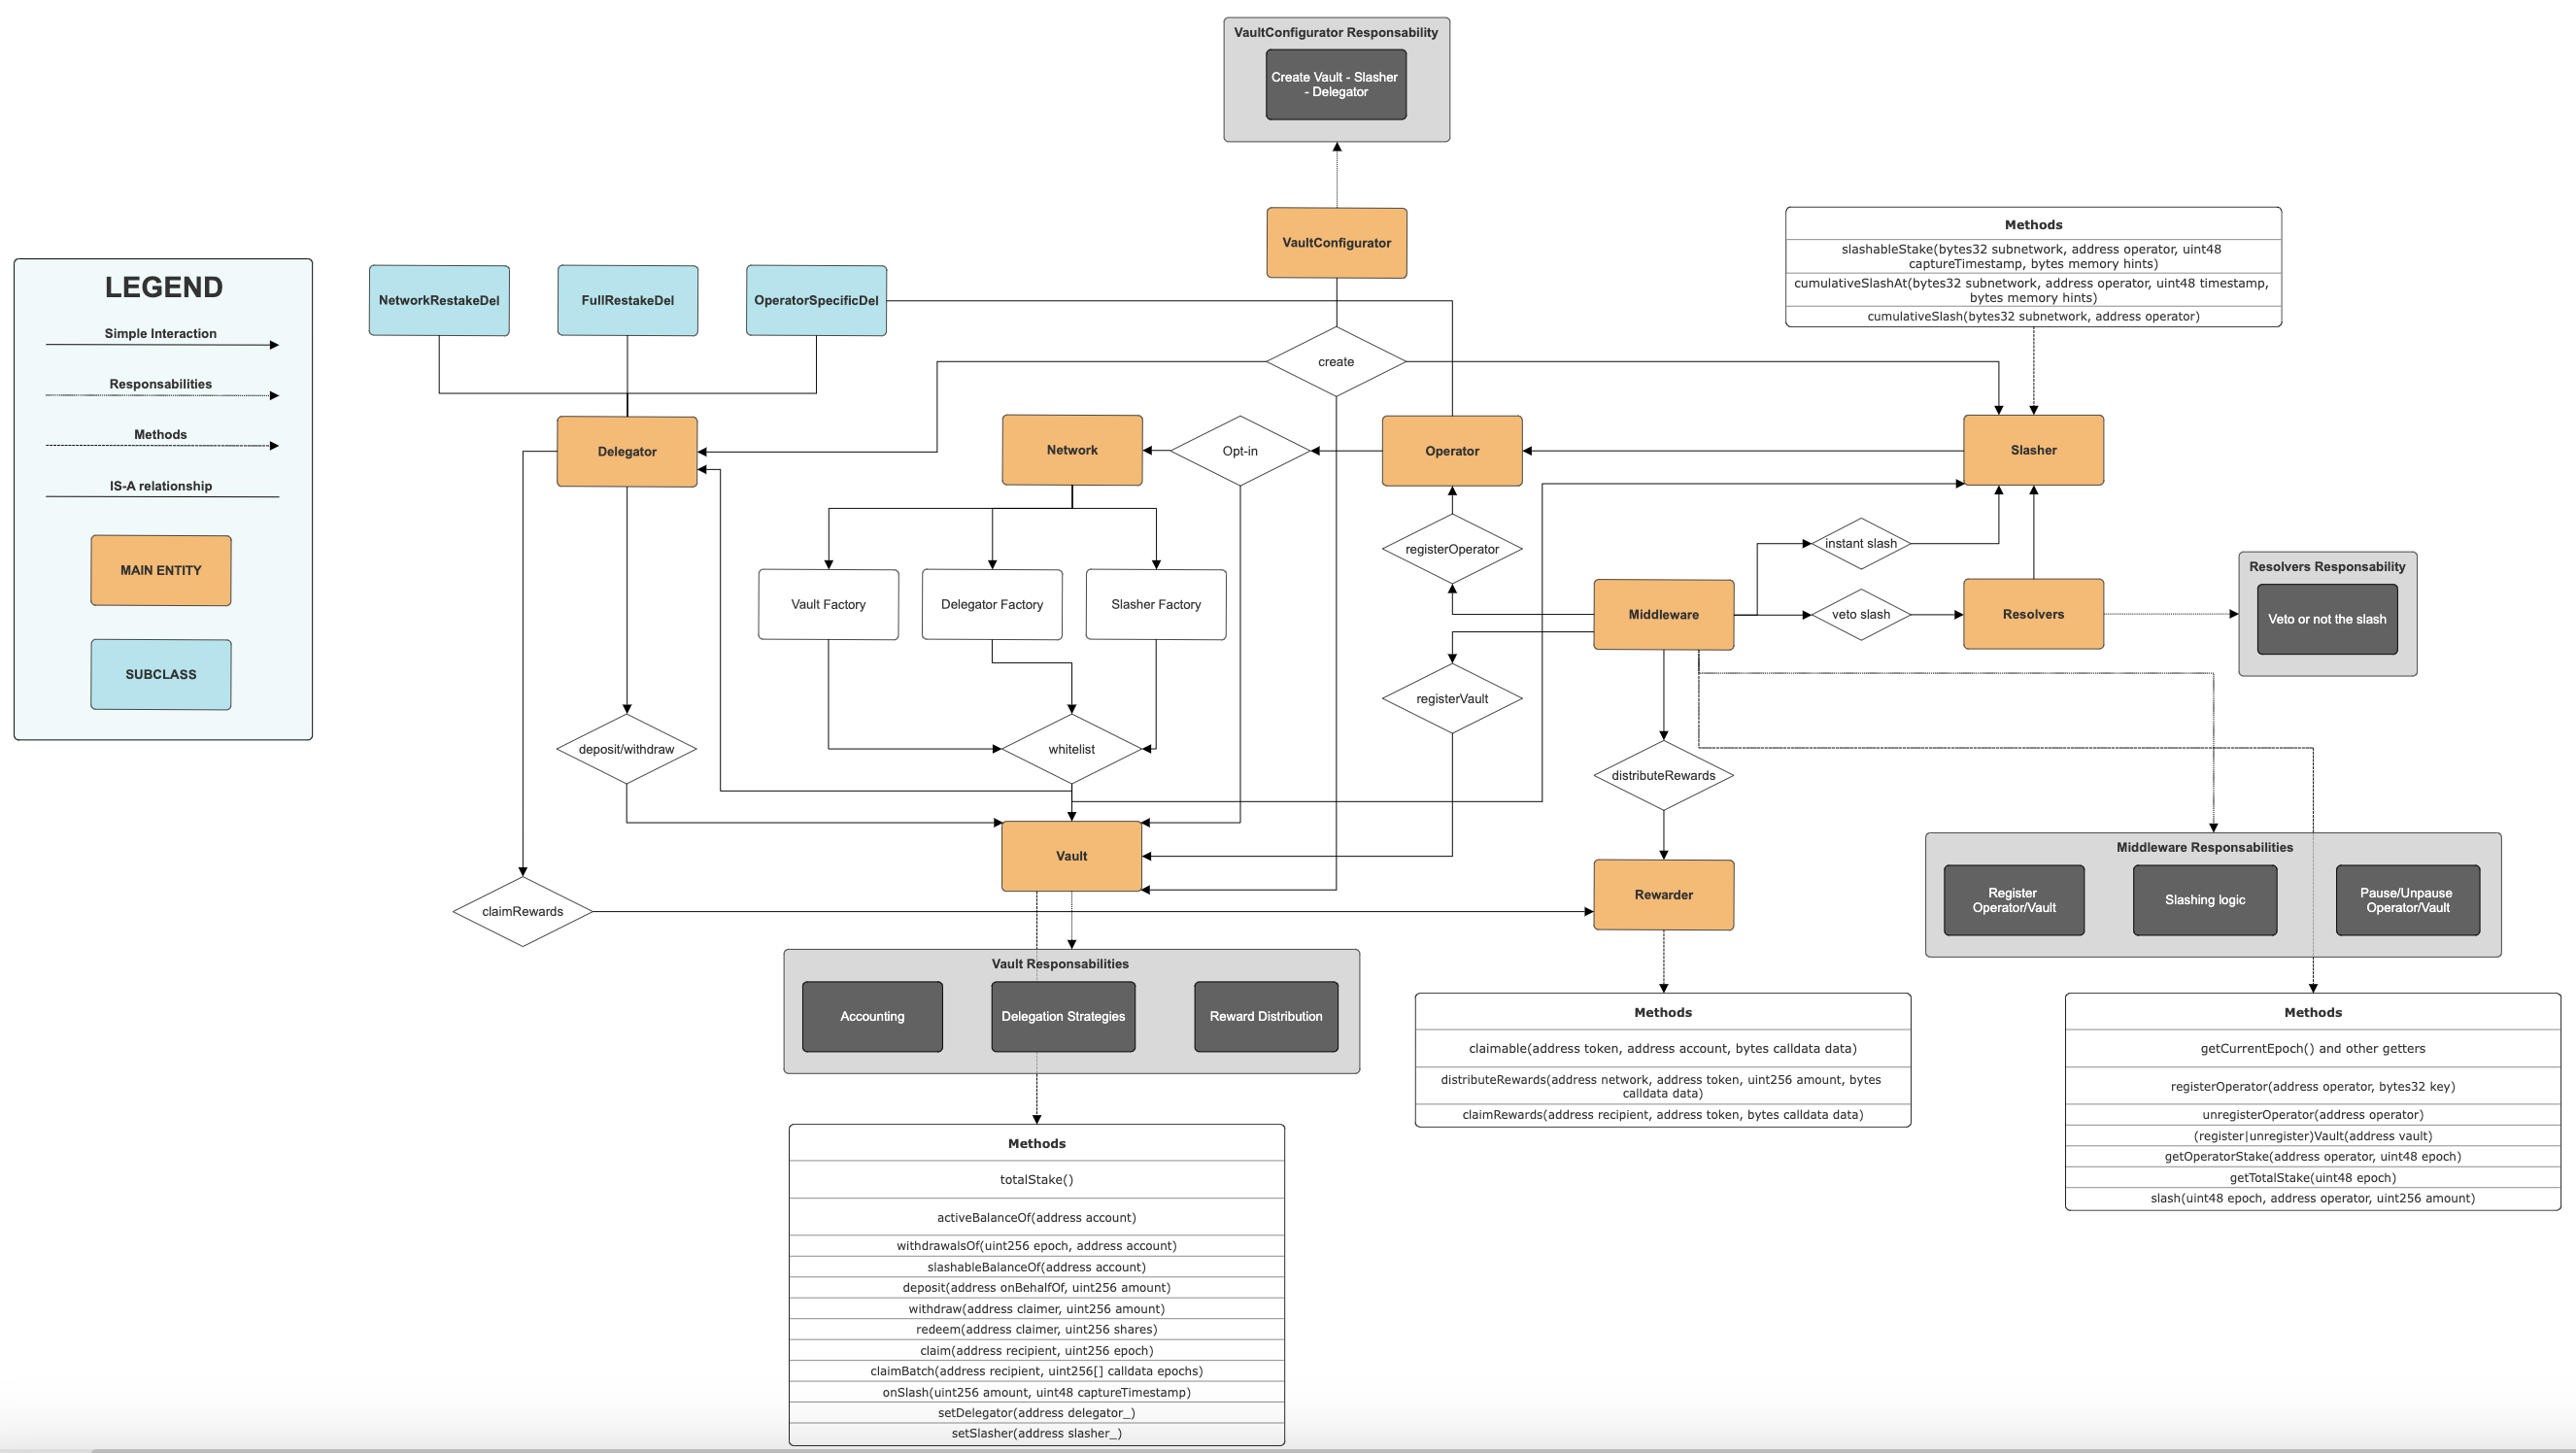 VaultConfigurator Responsability
Create Vault - Slasher
- Delegator
VaultConfigurator
Methods
slashableStake(bytes32 subnetwork, address operator, uint48
captureTimestamp, bytes memory hints)
cumulativeSlashAt(bytes32 subnetwork, address operator, uint48 timestamp,
bytes memory hints)
cumulativeSlash(bytes32 subnetwork, address operator)
LEGEND
Simple Interaction
Responsabilities
Methods
IS-A relationship
MAIN ENTITY
SUBCLASS
NetworkRestakeDel
FullRestakeDel
OperatorSpecificDel
create
Delegator
Network
Opt-in
Operator
Slasher
registerOperator
instant slash
Vault Factory
Delegator Factory
Slasher Factory
Middleware
veto slash
Resolvers
Resolvers Responsability
Veto or not the slash
registerVault
deposit/withdraw
whitelist
distributeRewards
Vault
Rewarder
claimRewards
Middleware Responsabilities
Register
Operator/Vault
Slashing logic
Pause/Unpause
Operator/Vault
Vault Responsabilities
Accounting
Delegation Strategies
Reward Distribution
Methods
claimable(address token, address account, bytes calldata data)
distributeRewards(address network, address token, uint256 amount, bytes
calldata data)
claimRewards(address recipient, address token, bytes calldata data)
Methods
getCurrentEpoch() and other getters
registerOperator(address operator, bytes32 key)
unregisterOperator(address operator)
(register|unregister)Vault(address vault)
getOperatorStake(address operator, uint48 epoch)
getTotalStake(uint48 epoch)
slash(uint48 epoch, address operator, uint256 amount)
Methods
totalStake()
activeBalanceOf(address account)
withdrawalsOf(uint256 epoch, address account)
slashableBalanceOf(address account)
deposit(address onBehalfOf, uint256 amount)
withdraw(address claimer, uint256 amount)
redeem(address claimer, uint256 shares)
claim(address recipient, uint256 epoch)
claimBatch(address recipient, uint256[] calldata epochs)
onSlash(uint256 amount, uint48 captureTimestamp)
setDelegator(address delegator_)
setSlasher(address slasher_)